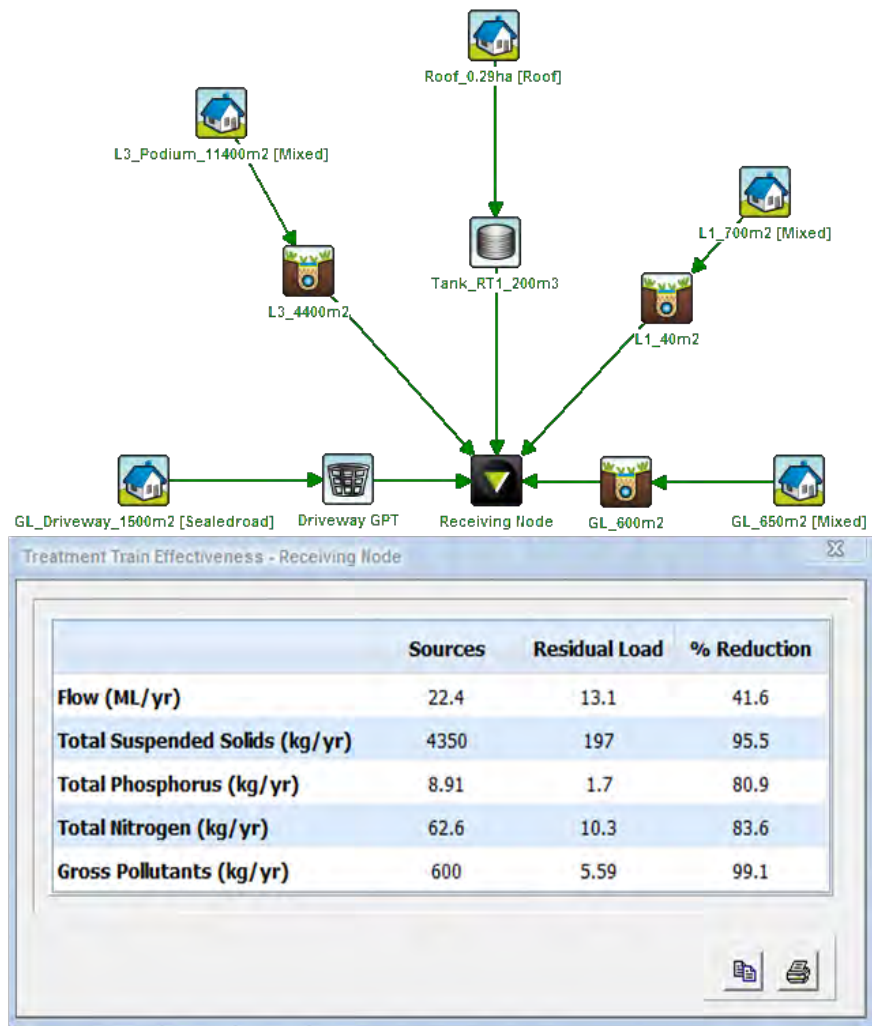 Roof_0.29ha [Roof]
L3_Podium_11400m2 [Mixed]
L1_700m2 [Mixed]
Tank_RT1_200m3
L3_4400m2
L1_40m2
GL_Driveway_1500m2 [Sealedroad]
Driveway GPT
Receiving Node
GL_600m2
GL_650m2 [Mixed]
Treatment Train Effectiveness - Receiving Node
Sources Residual Load % Reduction
Flow (ML/yr) 22.4 13.1 41.6
Total Suspended Solids (kg/yr) 4350 197 95.5
Total Phosphorus (kg/yr) 8.91 1.7 80.9
Total Nitrogen (kg/yr) 62.6 10.3 83.6
Gross Pollutants (kg/yr) 600 5.59 99.1